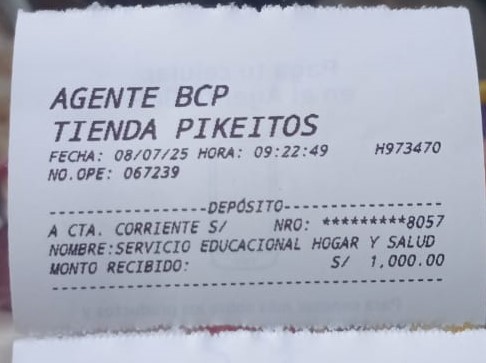 AGENTE BCP
TIENDA PIKEITOS
FECHA: 08/07/25 HORA: 09:22:49 H973470
NO.OPE: 067239
--------------------DEPÓSITO--------------------
A CTA. CORRIENTE S/ NRO: *********8057
NOMBRE:SERVICIO EDUCACIONAL HOGAR Y SALUD
MONTO RECIBIDO: S/ 1,000.00
------------------------------------------------